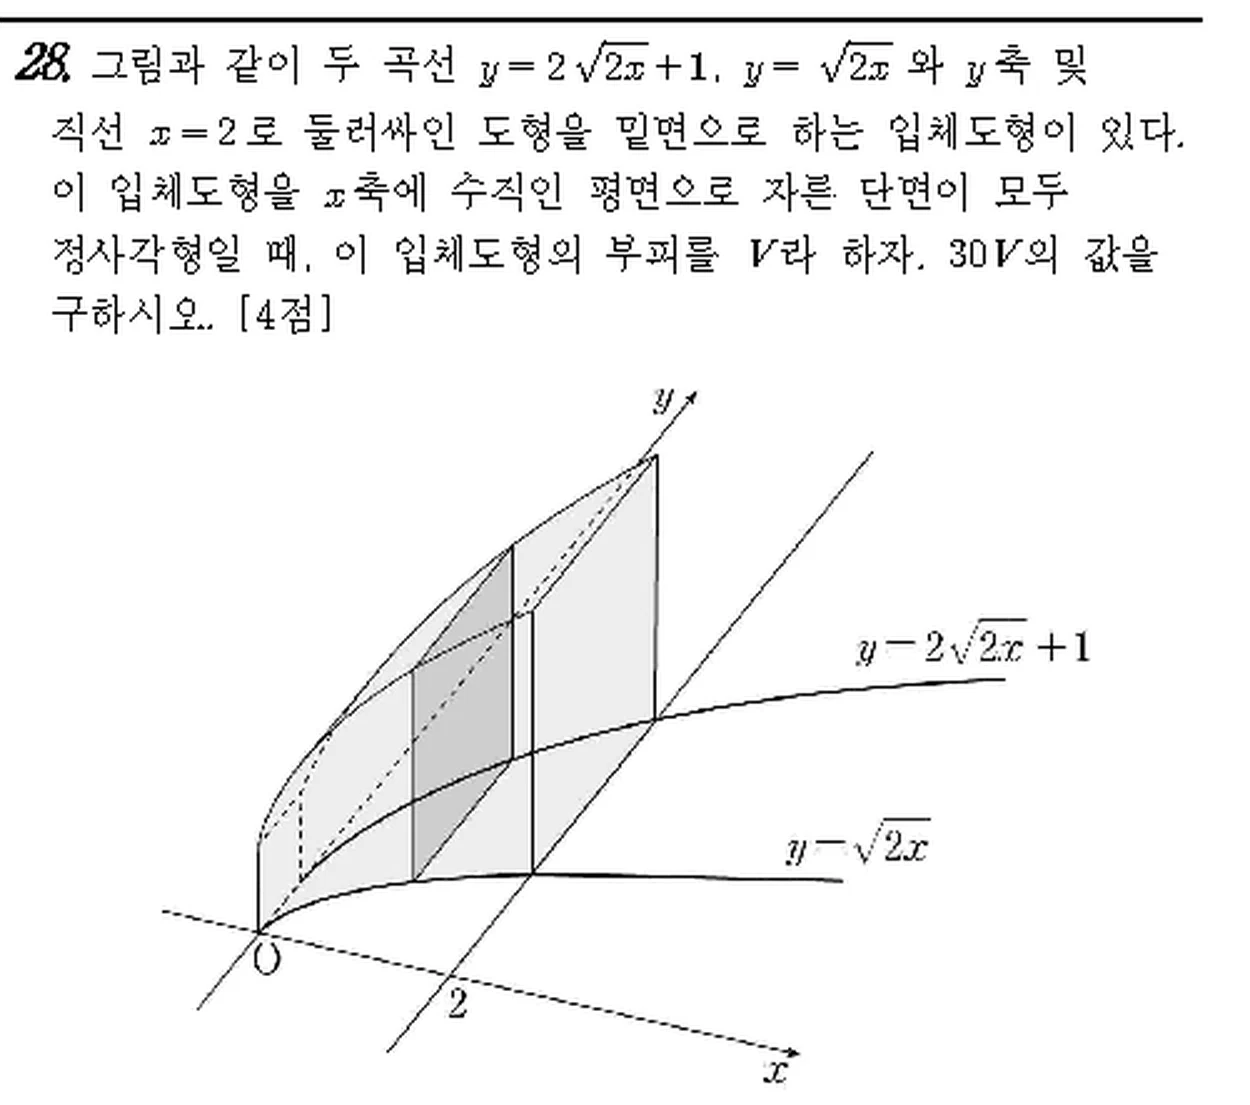 28. 그림과 같이 두 곡선 y=2√2x+1, y=√2x 와 y축 및
직선 x=2로 둘러싸인 도형을 밑면으로 하는 입체도형이 있다.
이 입체도형을 x축에 수직인 평면으로 자른 단면이 모두
정사각형일 때, 이 입체도형의 부피를 V라 하자. 30V의 값을
구하시오. [4점]
y
y=2√2x+1
y=√2x
O
2
x